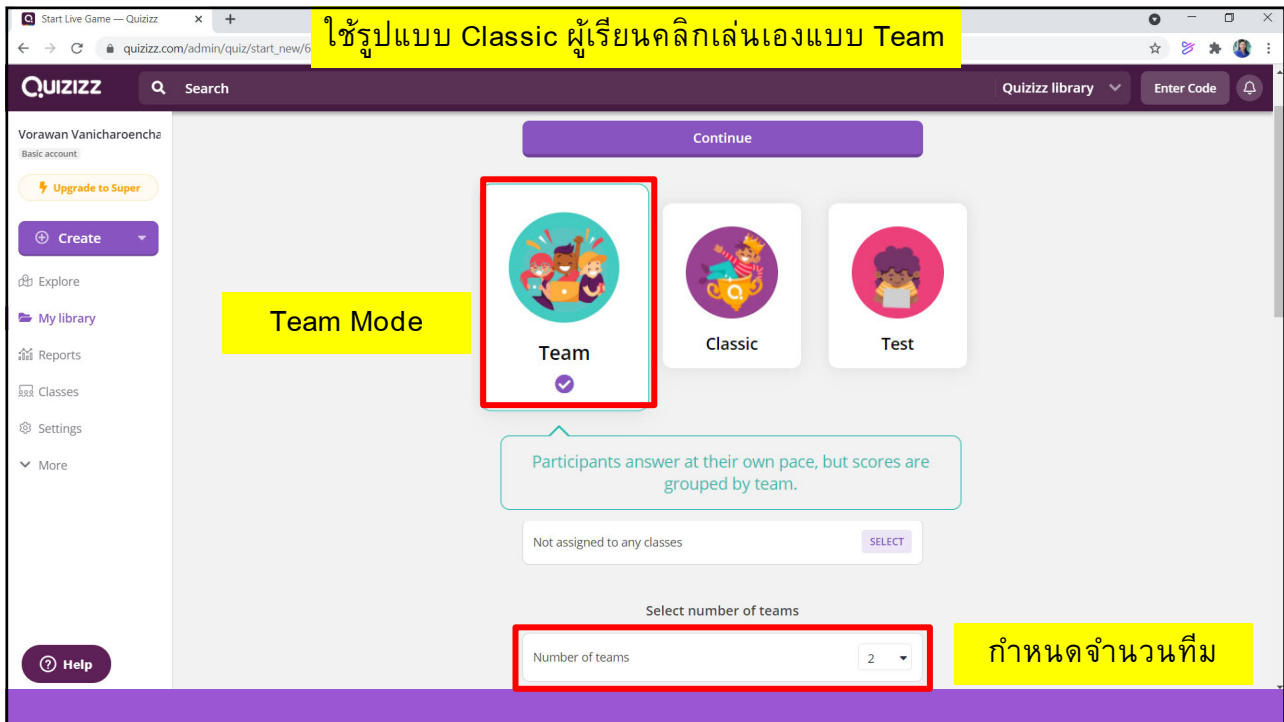 Start Live Game — Quizizz
ใช้รูปแบบ Classic ผู้เรียนคลิกเล่นเองแบบ Team
quizizz.com/admin/quiz/start_new/6
QUIZIZZ
Search
Quizizz library
Enter Code
Vorawan Vanicharoencha
Basic account
Upgrade to Super
Create
Explore
My library
Reports
Classes
Settings
More
Help
Continue
Team Mode
Team
Classic
Test
Participants answer at their own pace, but scores are
grouped by team.
Not assigned to any classes
SELECT
Select number of teams
Number of teams
2
กำหนดจำนวนทีม